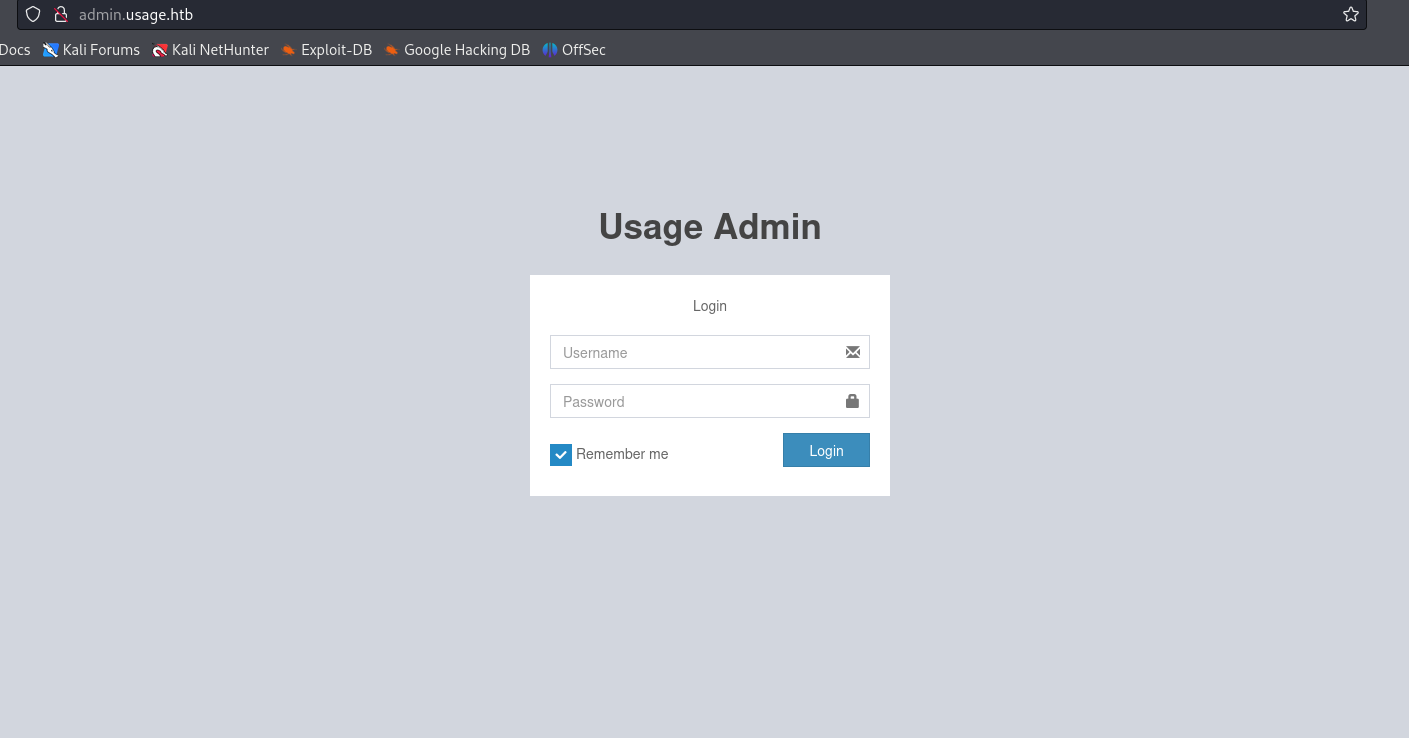 admin.usage.htb
Docs Kali Forums Kali NetHunter Exploit-DB Google Hacking DB OffSec
Usage Admin
Login
Username
Password
Remember me Login